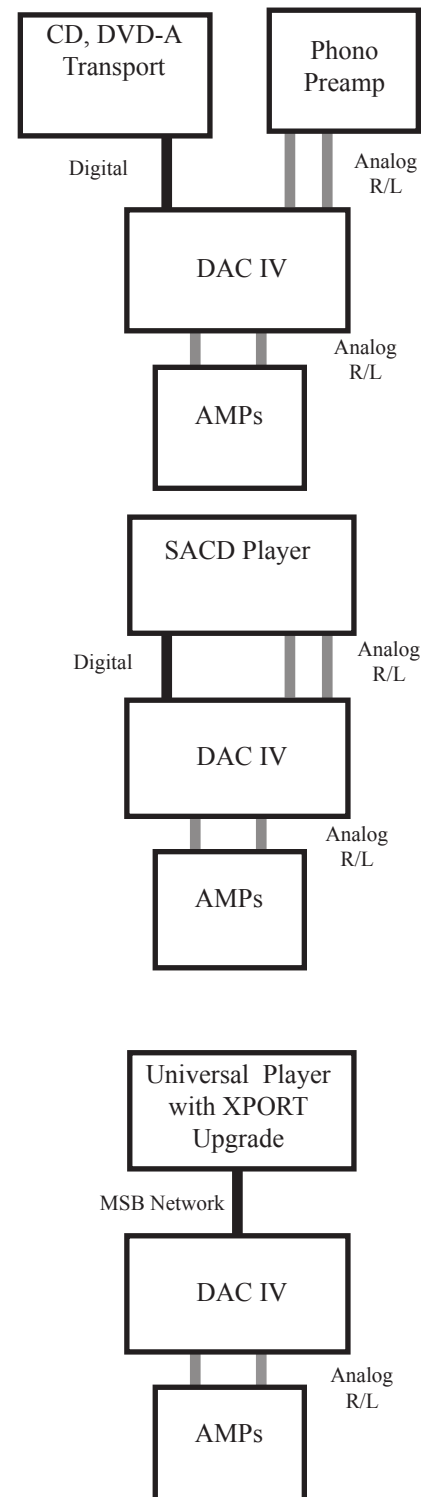 CD, DVD-A
Transport
Phono
Preamp
Digital
Analog
R/L
DAC IV
Analog
R/L
AMPs
SACD Player
Digital
Analog
R/L
DAC IV
Analog
R/L
AMPs
Universal Player
with XPORT
Upgrade
MSB Network
DAC IV
Analog
R/L
AMPs